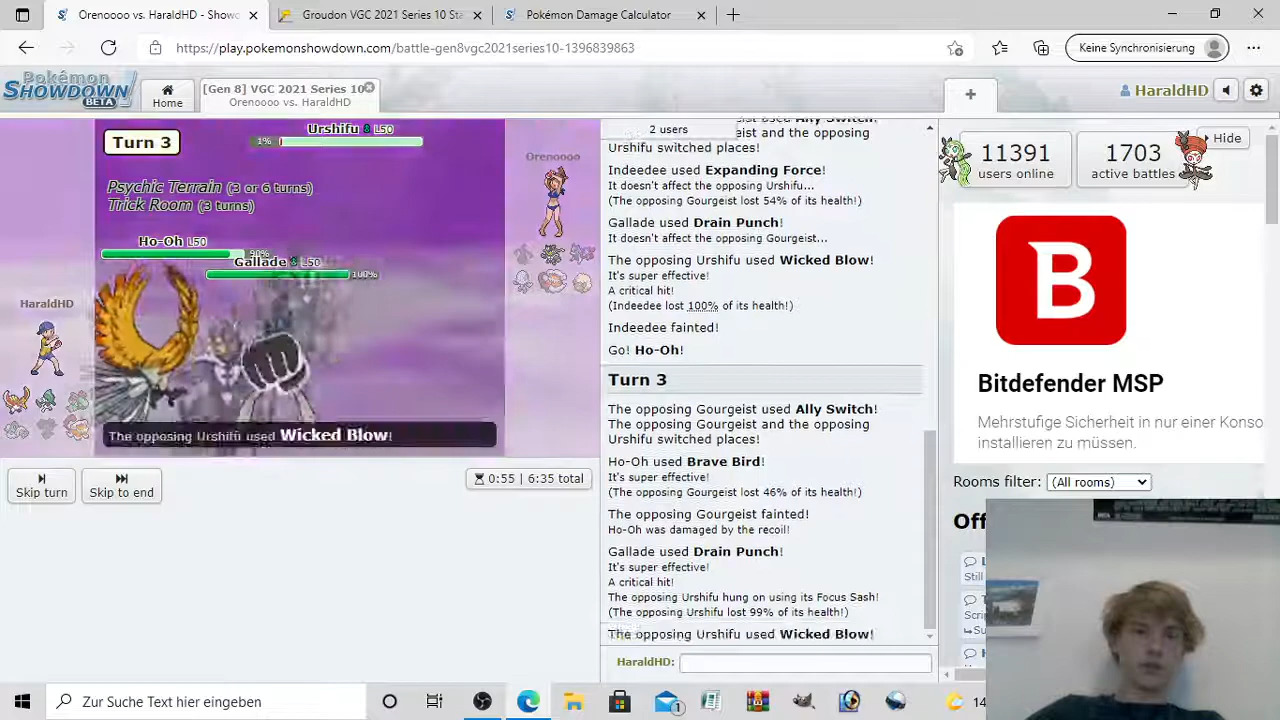 Orenoooo vs. HaraldHD - Showd
Groudon VGC 2021 Series 10 Sta
Pokémon Damage Calculator
https://play.pokemonshowdown.com/battle-gen8vgc2021series10-1396839863
Keine Synchronisierung
Pokémon
SHOWDOWN
BETA
Home
[Gen 8] VGC 2021 Series 10
Orenoooo vs. HaraldHD
HaraldHD
Turn 3
Urshifu L50
1%
Psychic Terrain (3 or 6 turns)
Trick Room (3 turns)
Ho-Oh L50
Gallade L50
100%
Orenoooo
HaraldHD
The opposing Urshifu used Wicked Blow!
Skip turn
Skip to end
0:55 | 6:35 total
2 users
Urshifu switched places!
Indeedee used Expanding Force!
It doesn't affect the opposing Urshifu...
(The opposing Gourgeist lost 54% of its health!)
Gallade used Drain Punch!
It doesn't affect the opposing Gourgeist...
The opposing Urshifu used Wicked Blow!
It's super effective!
A critical hit!
(Indeedee lost 100% of its health!)
Indeedee fainted!
Go! Ho-Oh!
Turn 3
The opposing Gourgeist used Ally Switch!
The opposing Gourgeist and the opposing
Urshifu switched places!
Ho-Oh used Brave Bird!
It's super effective!
(The opposing Gourgeist lost 46% of its health!)
The opposing Gourgeist fainted!
Ho-Oh was damaged by the recoil!
Gallade used Drain Punch!
It's super effective!
A critical hit!
The opposing Urshifu hung on using its Focus Sash!
(The opposing Urshifu lost 99% of its health!)
The opposing Urshifu used Wicked Blow!
HaraldHD:
11391
users online
1703
active battles
Hide
B
Bitdefender MSP
Mehrstufige Sicherheit in nur einer Konso
installieren zu müssen.
Rooms filter:
(All rooms)
Off
Still
Zur Suche Text hier eingeben
1
14